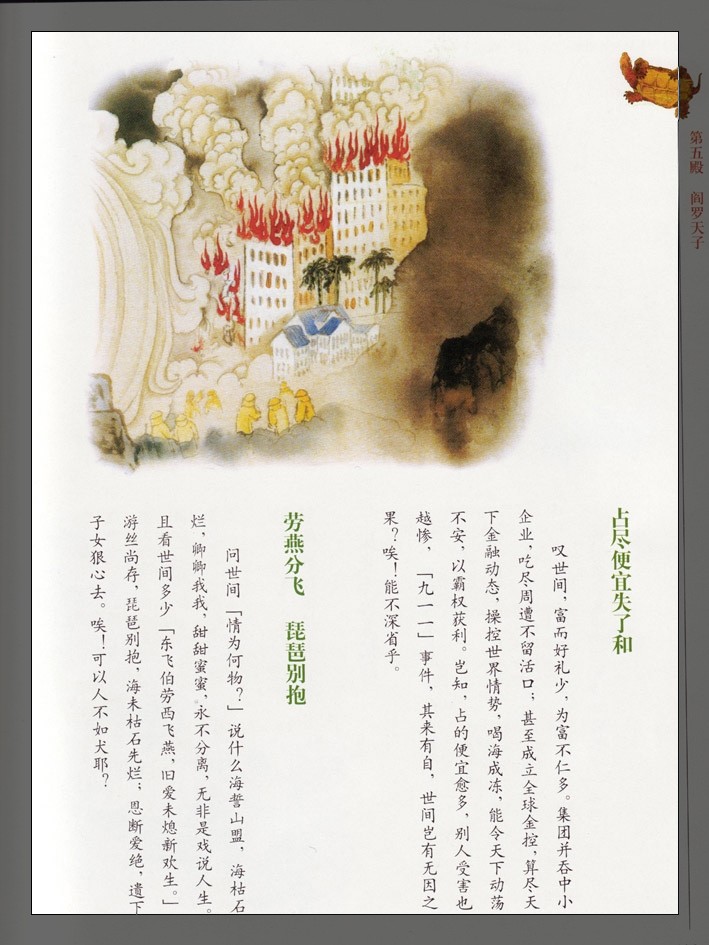 第五殿 阎罗天子
占尽便宜失了和
叹世间，富而好礼少，为富不仁多。集团并吞中小
企业，吃尽周遭不留活口；甚至成立全球金控，算尽天
下金融动态，操控世界情势，喝海成冻，能令天下动荡
不安，以霸权获利。岂知，占的便宜愈多，别人受害也
越惨，「九一一」事件，其来有自，世间岂有无因之
果？唉！能不深省乎。
劳燕分飞 琵琶别抱
问世间「情为何物？」说什么海誓山盟，海枯石
烂，卿卿我我，甜甜蜜蜜，永不分离，无非是戏说人生。
且看世间多少「东飞伯劳西飞燕，旧爱未熄新欢生。」
游丝尚存，琵琶别抱，海未枯石先烂；恩断爱绝，遗下
子女狠心去。唉！可以人不如犬耶？